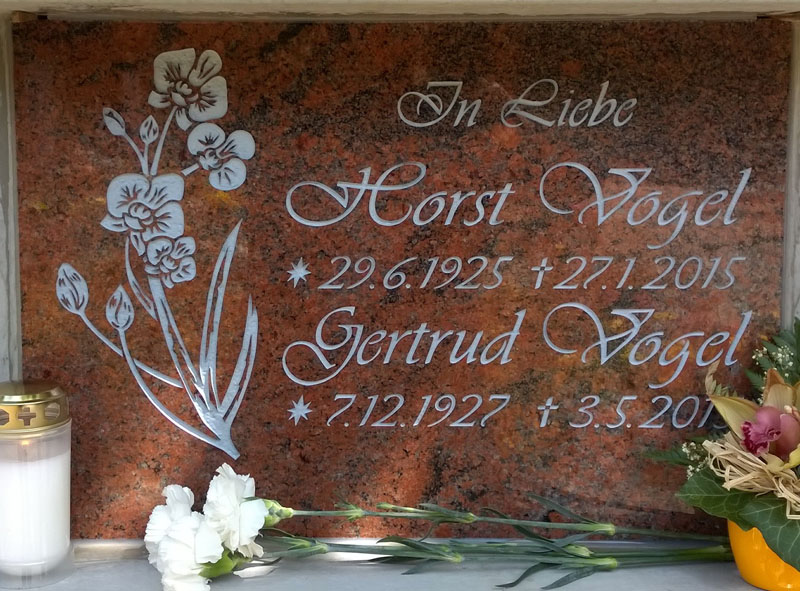 In Liebe
Horst Vogel
* 29.6.1925 †27.1.2015
Gertrud Vogel
* 7.12.1927 † 3.5.201